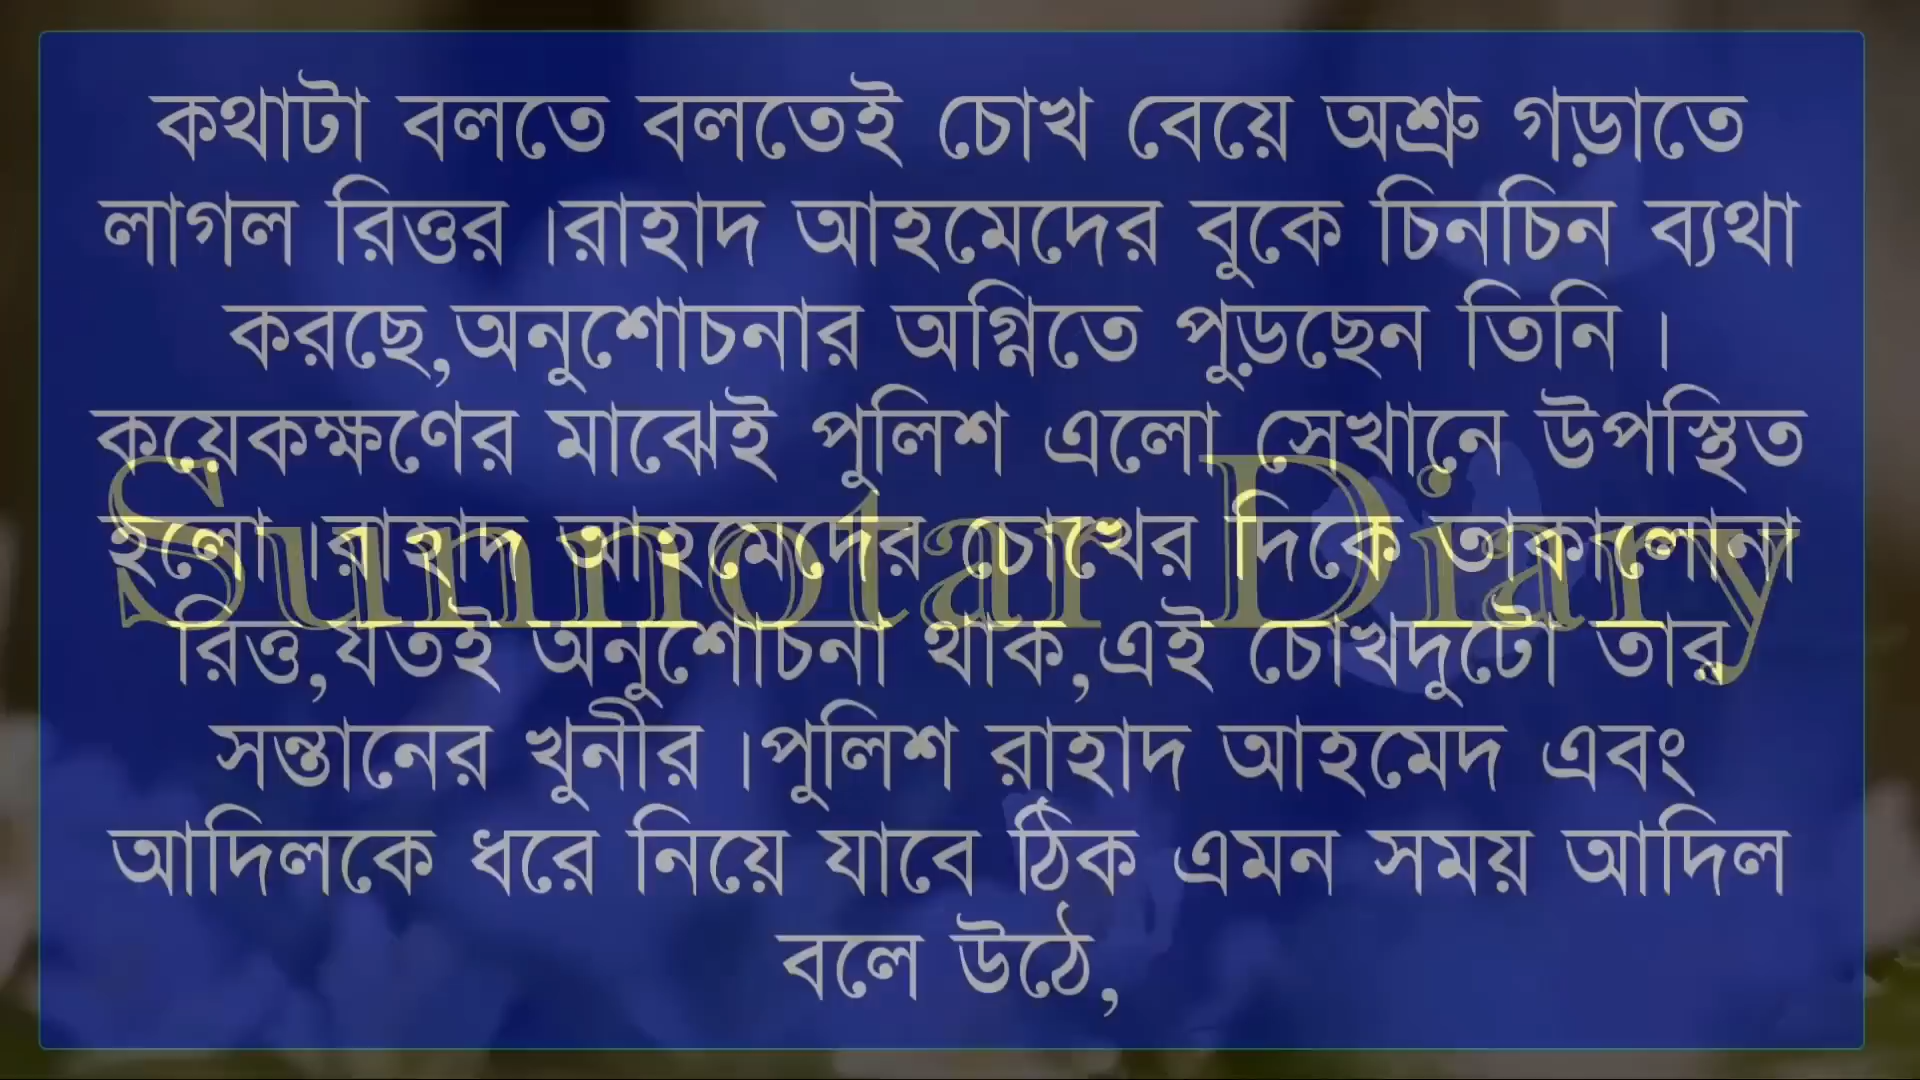 কথাটা বলতে বলতেই চোখ বেয়ে অশ্রু গড়াতে
লাগল রিত্তর ।রাহাদ আহমেদের বুকে চিনচিন ব্যথা
করছে,অনুশোচনার অগ্নিতে পুড়ছেন তিনি ।
কয়েকক্ষণের মাঝেই পুলিশ এলো সেখানে উপস্থিত
হলো ।রাহাদ আহমেদের চোখের দিকে তাকালোনা
রিত্ত,যতই অনুশোচনা থাক,এই চোখদুটো তার
সন্তানের খুনীর ।পুলিশ রাহাদ আহমেদ এবং
আদিলকে ধরে নিয়ে যাবে ঠিক এমন সময় আদিল
বলে উঠে,
Sunnotar Diary